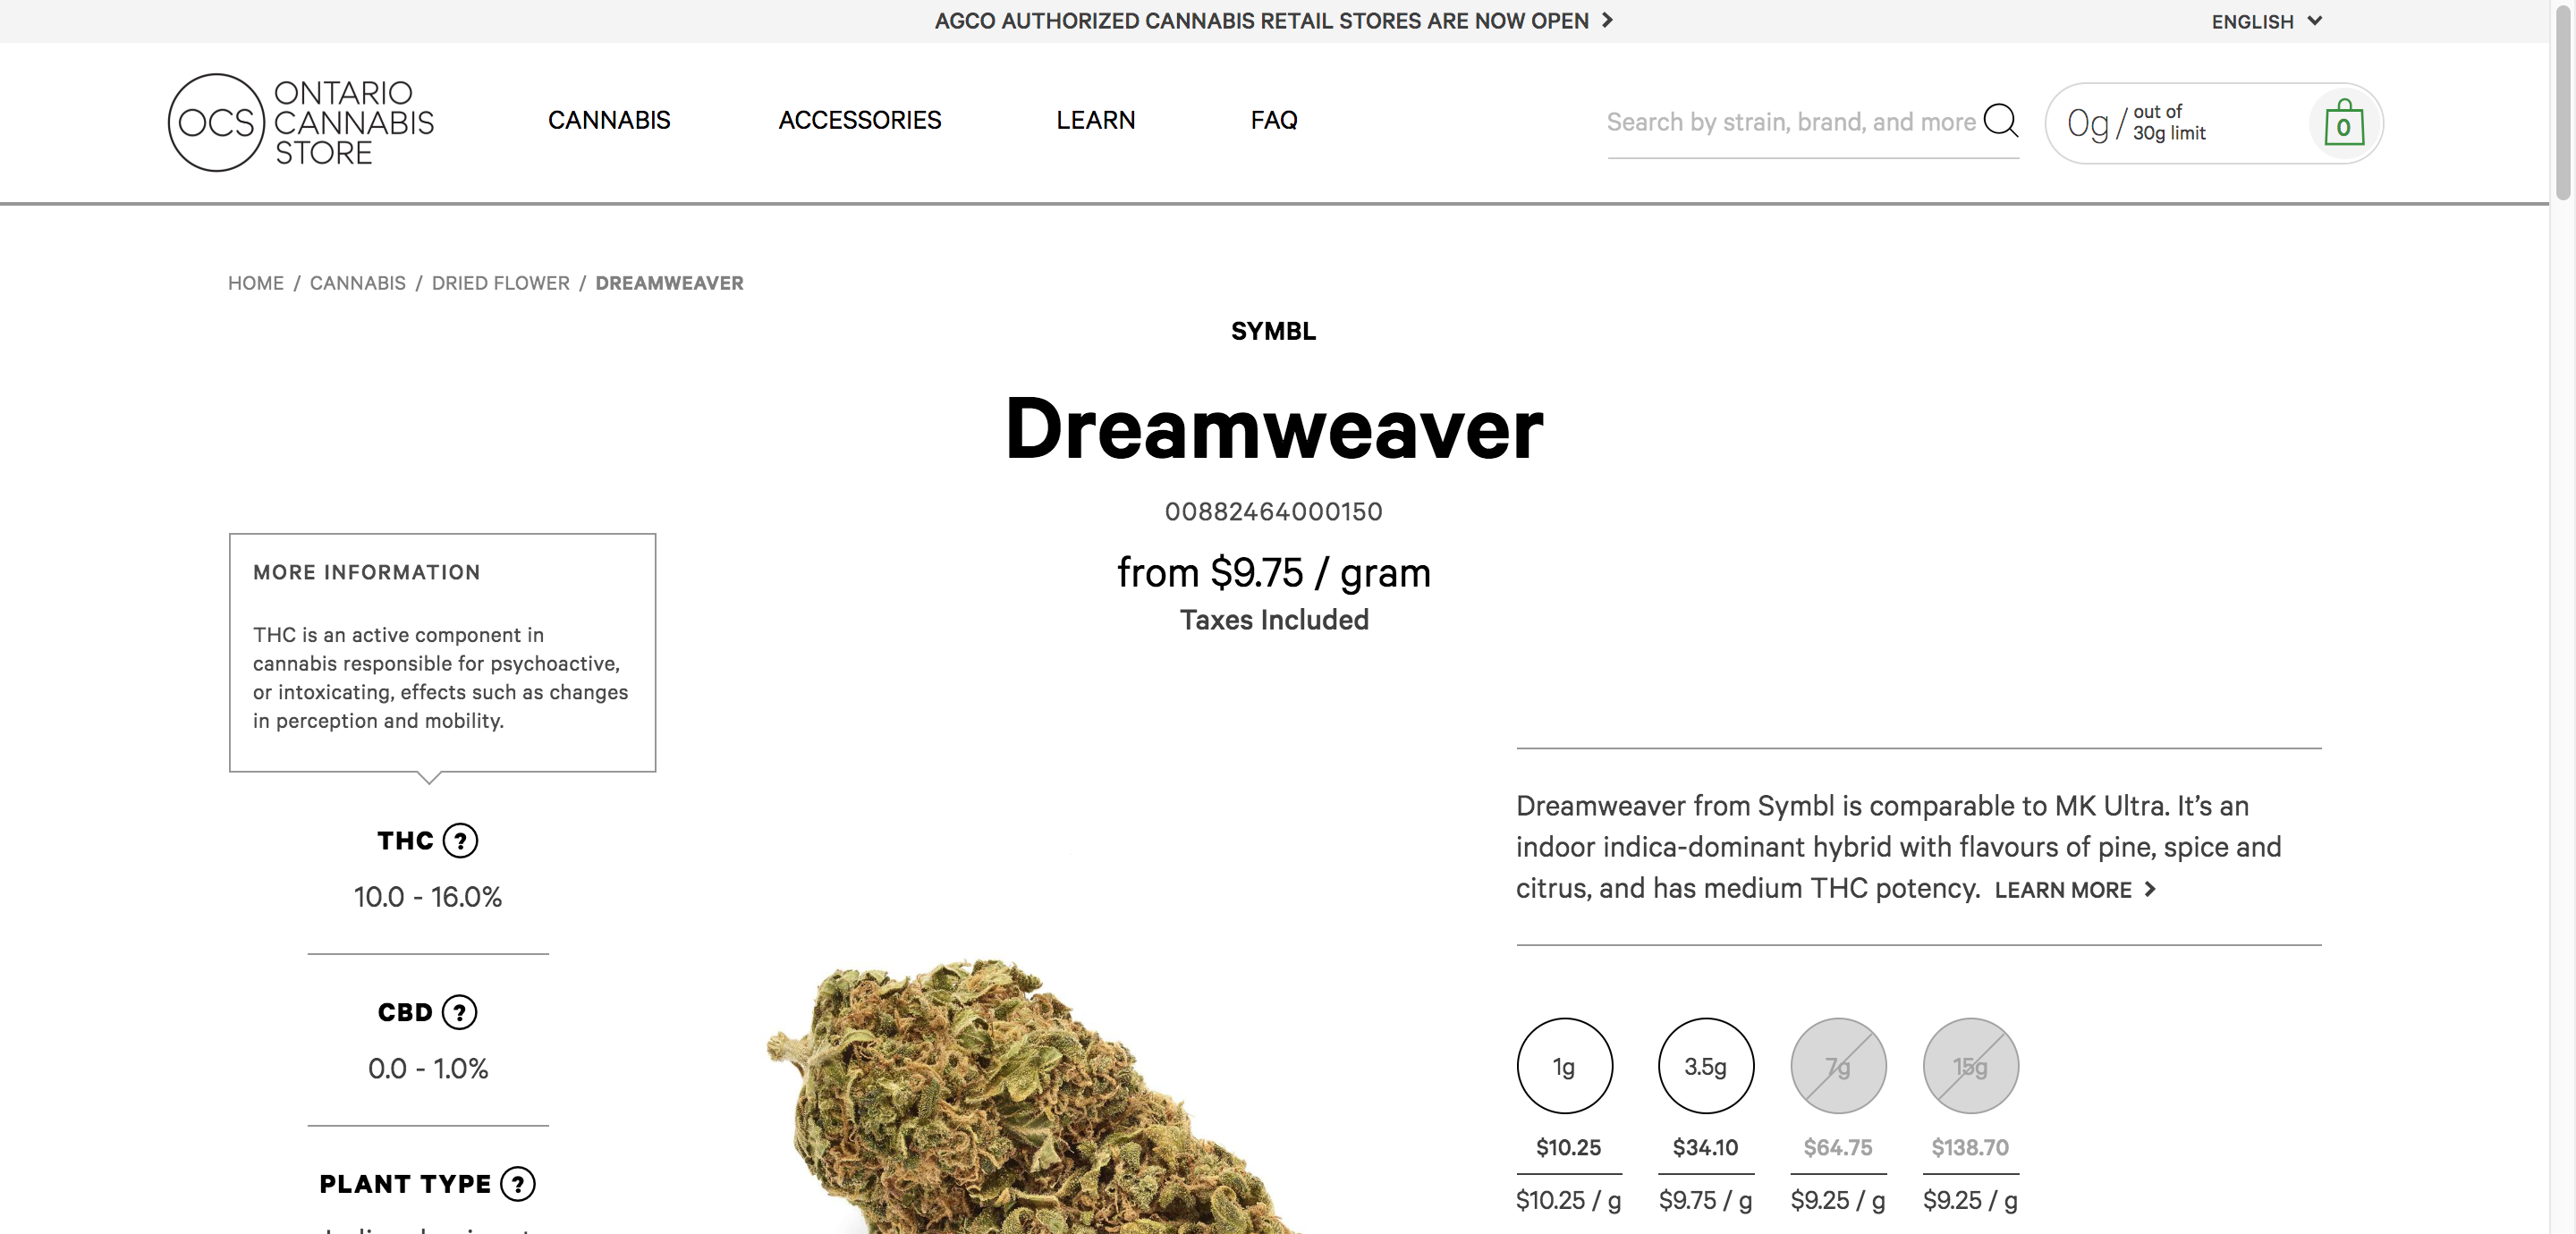 AGCO AUTHORIZED CANNABIS RETAIL STORES ARE NOW OPEN
ENGLISH
OCS
ONTARIO
CANNABIS
STORE
CANNABIS
ACCESSORIES
LEARN
FAQ
Search by strain, brand, and more
0g / out of
30g limit
0
HOME / CANNABIS / DRIED FLOWER / DREAMWEAVER
SYMBL
Dreamweaver
00882464000150
from $9.75 / gram
Taxes Included
MORE INFORMATION
THC is an active component in
cannabis responsible for psychoactive,
or intoxicating, effects such as changes
in perception and mobility.
THC ?
10.0 - 16.0%
CBD ?
0.0 - 1.0%
PLANT TYPE ?
Dreamweaver from Symbl is comparable to MK Ultra. It’s an
indoor indica-dominant hybrid with flavours of pine, spice and
citrus, and has medium THC potency. LEARN MORE
1g 3.5g 7g 15g
$10.25 $34.10 $64.75 $138.70
$10.25 / g $9.75 / g $9.25 / g $9.25 / g